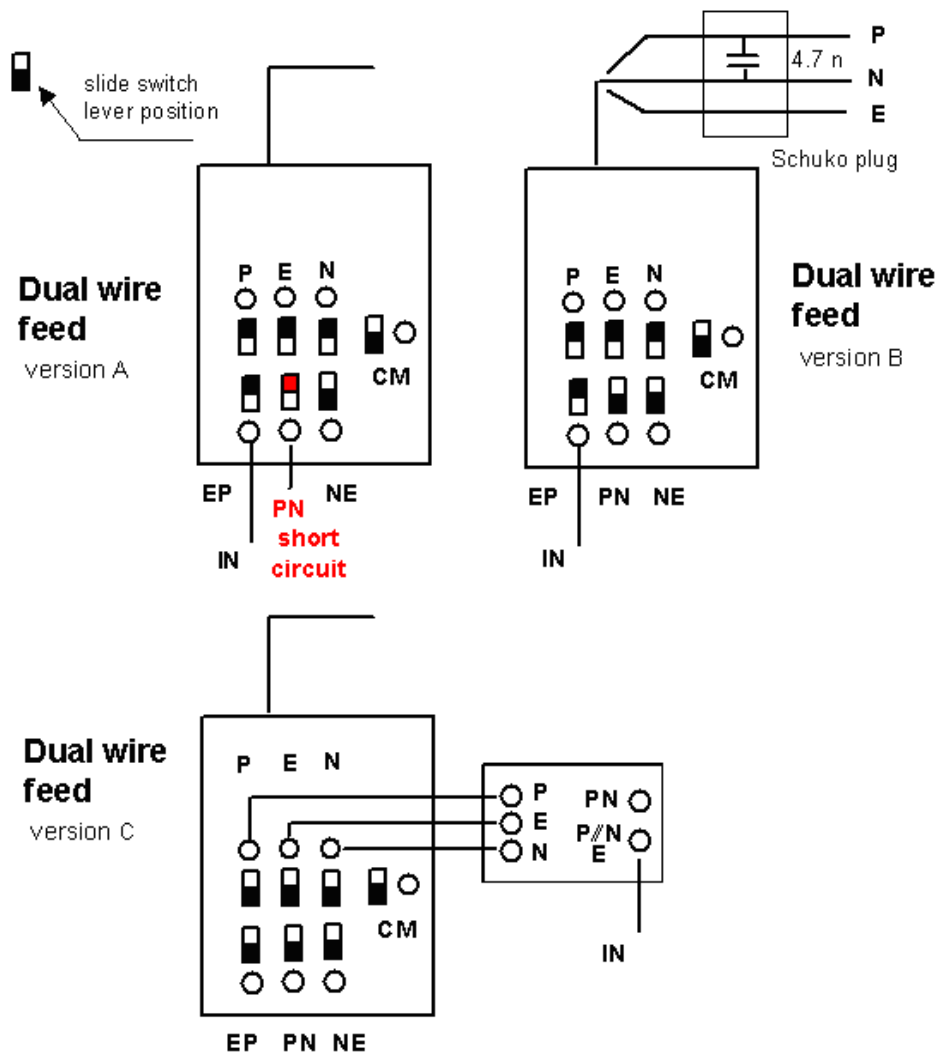 P
4.7 n
N
E
Schuko plug
slide switch
lever position
Dual wire
feed
version A
P E N
CM
EP NE
PN
short
circuit
IN
Dual wire
feed
version B
P E N
CM
EP PN NE
IN
Dual wire
feed
version C
P E N
CM
EP PN NE
P PN
E P//N
N E
IN